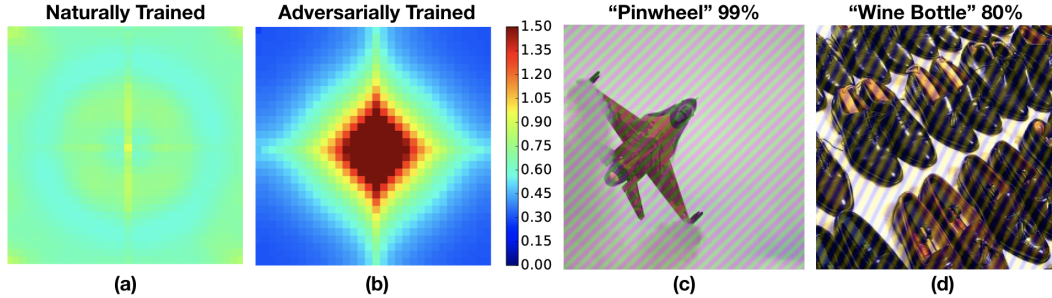 Naturally Trained
Adversarially Trained
“Pinwheel” 99%
“Wine Bottle” 80%
1.50
1.35
1.20
1.05
0.90
0.75
0.60
0.45
0.30
0.15
0.00
(a)
(b)
(c)
(d)